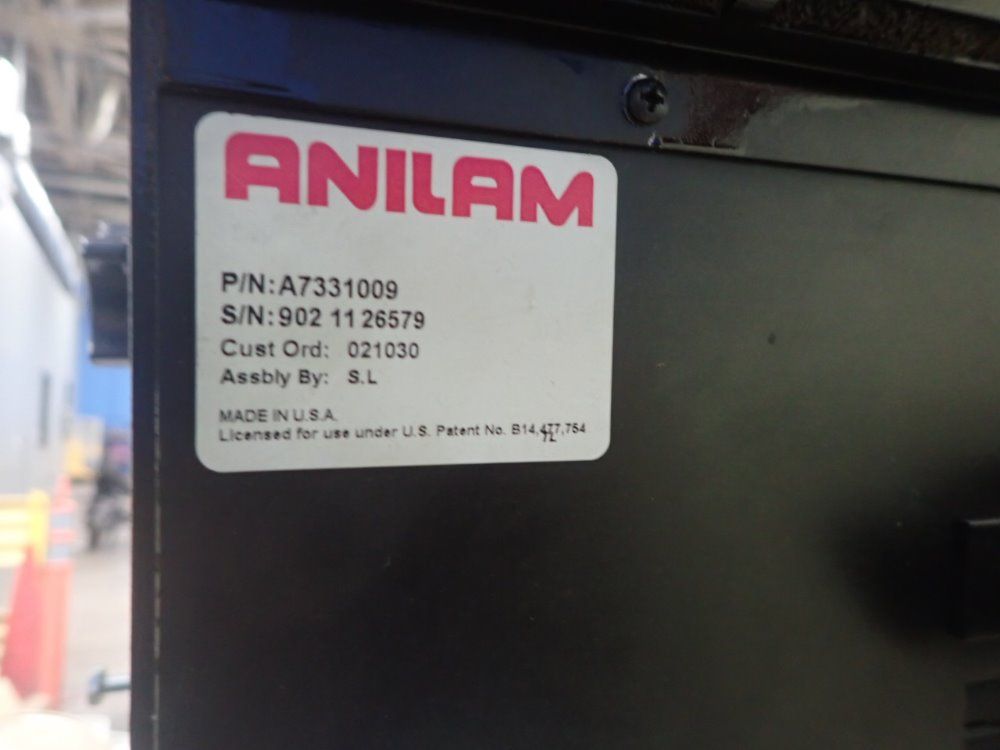 ANILAM
P/N: A7331009
S/N: 902 11 26579
Cust Ord: 021030
Assbly By: S.L
MADE IN U.S.A.
Licensed for use under U.S. Patent No. B14,477,754